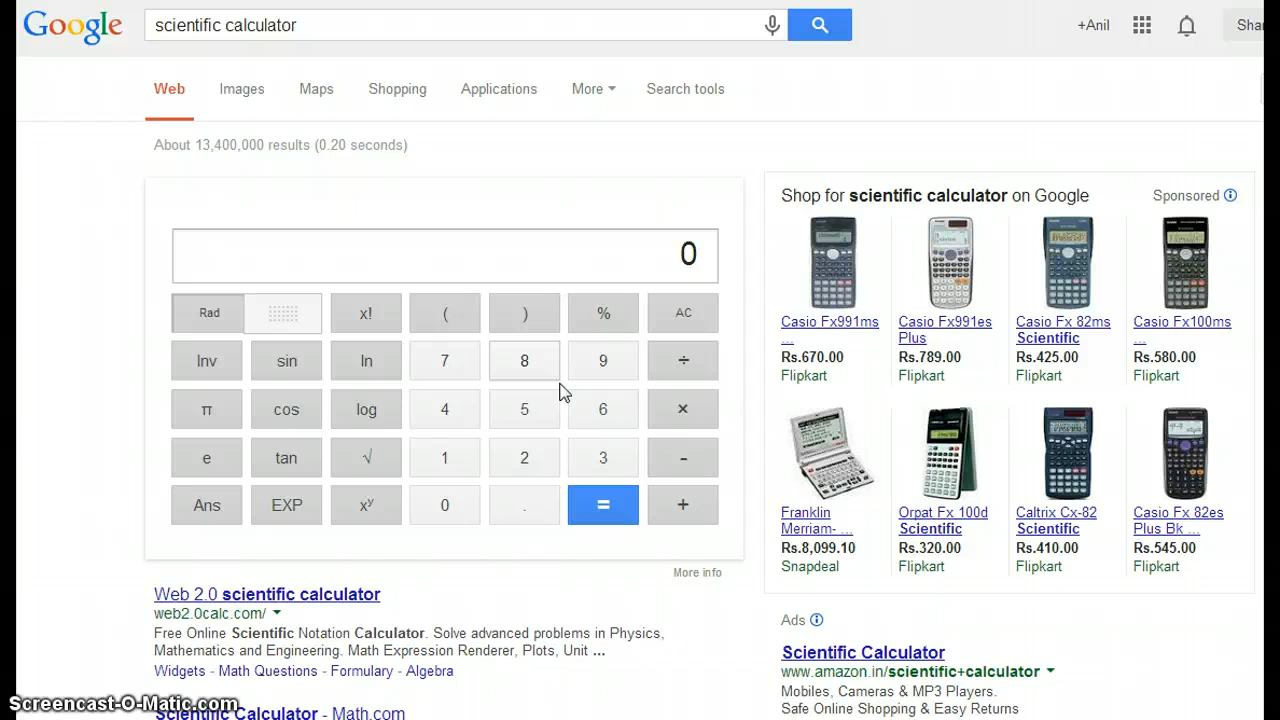 Google
scientific calculator
+Anil
Shar
Web Images Maps Shopping Applications More Search tools
About 13,400,000 results (0.20 seconds)
0
Rad x! ( ) % AC
Inv sin ln 7 8 9 ÷
π cos log 4 5 6 ×
e tan √ 1 2 3 -
Ans EXP xʸ 0 . = +
More info
Web 2.0 scientific calculator
web2.0calc.com/
Free Online Scientific Notation Calculator. Solve advanced problems in Physics,
Mathematics and Engineering. Math Expression Renderer, Plots, Unit ...
Widgets - Math Questions - Formulary - Algebra
Scientific Calculator - Math.com
Shop for scientific calculator on Google
Sponsored
Casio Fx991ms
...
Rs.670.00
Flipkart
Casio Fx991es
Plus
Rs.789.00
Flipkart
Casio Fx 82ms
Scientific
Rs.425.00
Flipkart
Casio Fx100ms
...
Rs.580.00
Flipkart
Franklin
Merriam- ...
Rs.8,099.10
Snapdeal
Orpat Fx 100d
Scientific
Rs.320.00
Flipkart
Caltrix Cx-82
Scientific
Rs.410.00
Flipkart
Casio Fx 82es
Plus Bk ...
Rs.545.00
Flipkart
Ads
Scientific Calculator
www.amazon.in/scientific+calculator
Mobiles, Cameras & MP3 Players.
Safe Online Shopping & Easy Returns
Screencast-O-Matic.com